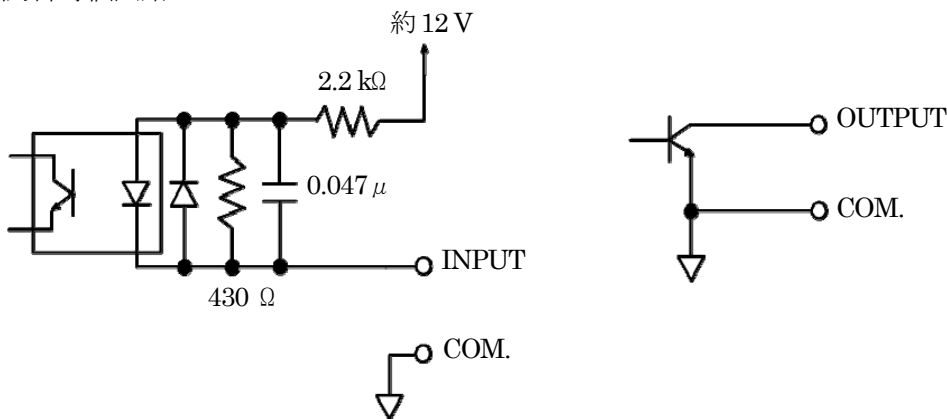 約 12 V
2.2 kΩ
OUTPUT
0.047 μ
COM.
INPUT
430 Ω
COM.